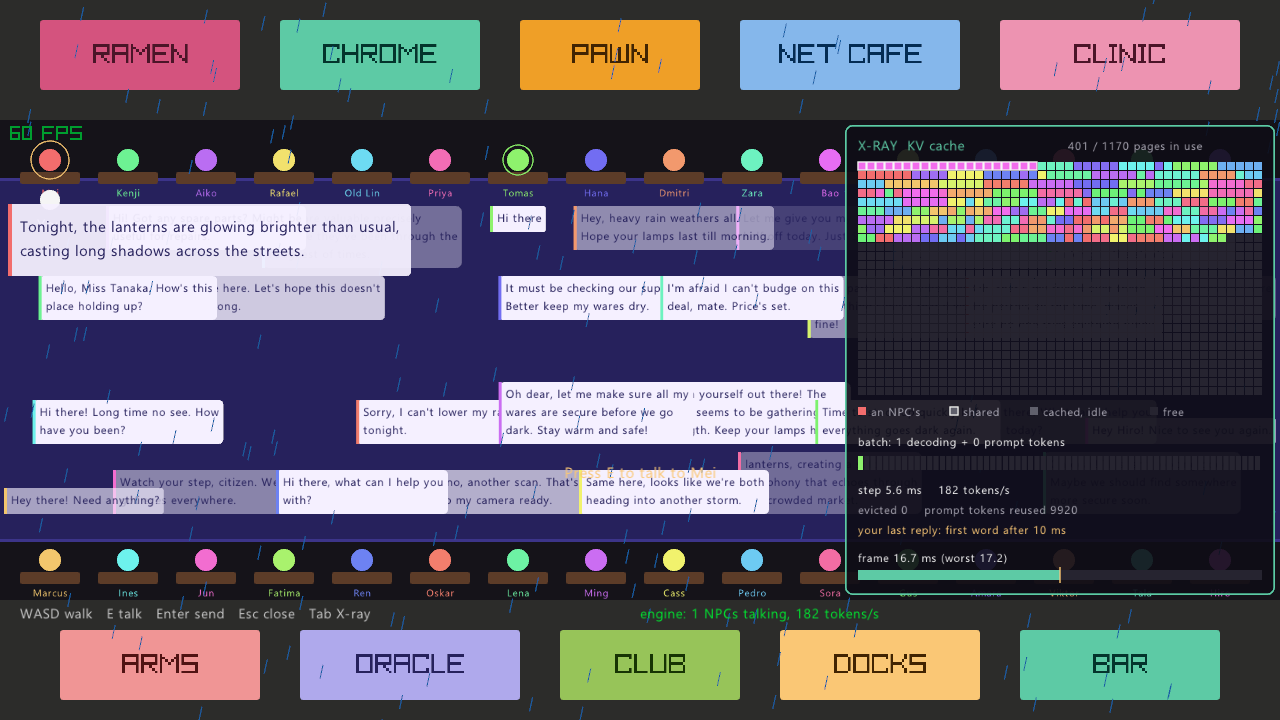 RAMEN
CHROME
PAWN
NET CAFE
CLINIC
60 FPS
Kenji
Aiko
Rafael
Old Lin
Priya
Tomas
Hana
Dmitri
Zara
Bao
X-RAY KV cache
401 / 1170 pages in use
Tonight, the lanterns are glowing brighter than usual,
casting long shadows across the streets.
Hi there
Hey, heavy rain weathers all.
Hope your lamps last till morning.
Hello, Miss Tanaka. How's this
place holding up?
here. Let's hope this doesn't
It must be checking our sup
Better keep my wares dry.
I'm afraid I can't budge on this
deal, mate. Price's set.
fine!
Hi there! Long time no see. How
have you been?
Sorry, I can't lower my
tonight.
Oh dear, let me make sure all my
wares are secure before we go
dark. Stay warm and safe!
yourself out there! The
seems to be gathering
Keep your lamps
an NPC's
shared
cached, idle
free
batch: 1 decoding + 0 prompt tokens
Press E to talk to Mei
lanterns, creating
Watch your step, citizen.
everywhere.
Hey there! Need anything?
Hi there, what can I help you
with?
no, another scan. That's
my camera ready.
Same here, looks like we're both
heading into another storm.
step 5.6 ms 182 tokens/s
evicted 0 prompt tokens reused 9920
your last reply: first word after 10 ms
frame 16.7 ms (worst 17.2)
Marcus
Ines
Jun
Fatima
Ren
Oskar
Lena
Ming
Cass
Pedro
Sora
WASD walk E talk Enter send Esc close Tab X-ray
engine: 1 NPCs talking, 182 tokens/s
ARMS
ORACLE
CLUB
DOCKS
BAR